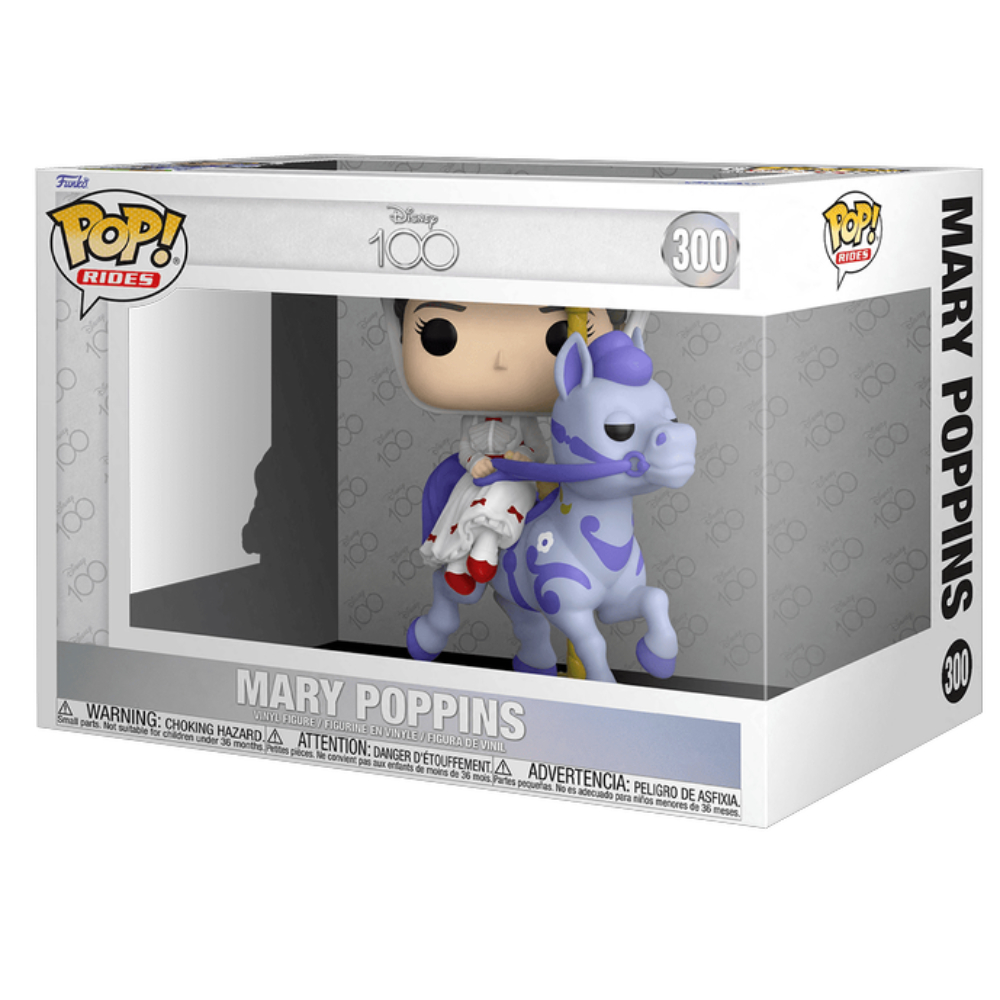 Funko
POP!
RIDES
Disney
100
300
POP!
RIDES
MARY POPPINS
300
MARY POPPINS
VINYL FIGURE / FIGURINE EN VINYLE / FIGURA DE VINIL
WARNING: CHOKING HAZARD.
Small parts. Not suitable for children under 36 months.
ATTENTION: DANGER D'ÉTOUFFEMENT.
Petites pièces. Ne convient pas aux enfants de moins de 36 mois.
ADVERTENCIA: PELIGRO DE ASFIXIA.
Partes pequeñas. No es adecuado para niños menores de 36 meses.